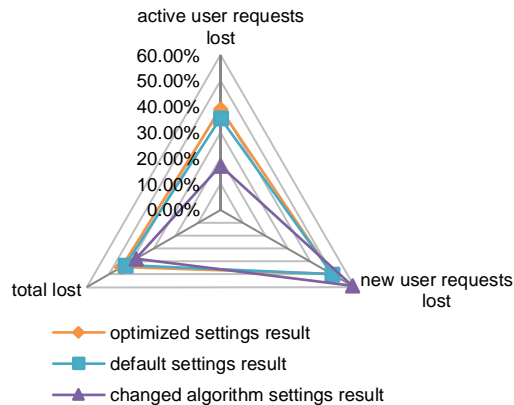 active user requests
lost
60.00%
50.00%
40.00%
30.00%
20.00%
10.00%
0.00%
new user requests
lost
total lost
optimized settings result
default settings result
changed algorithm settings result